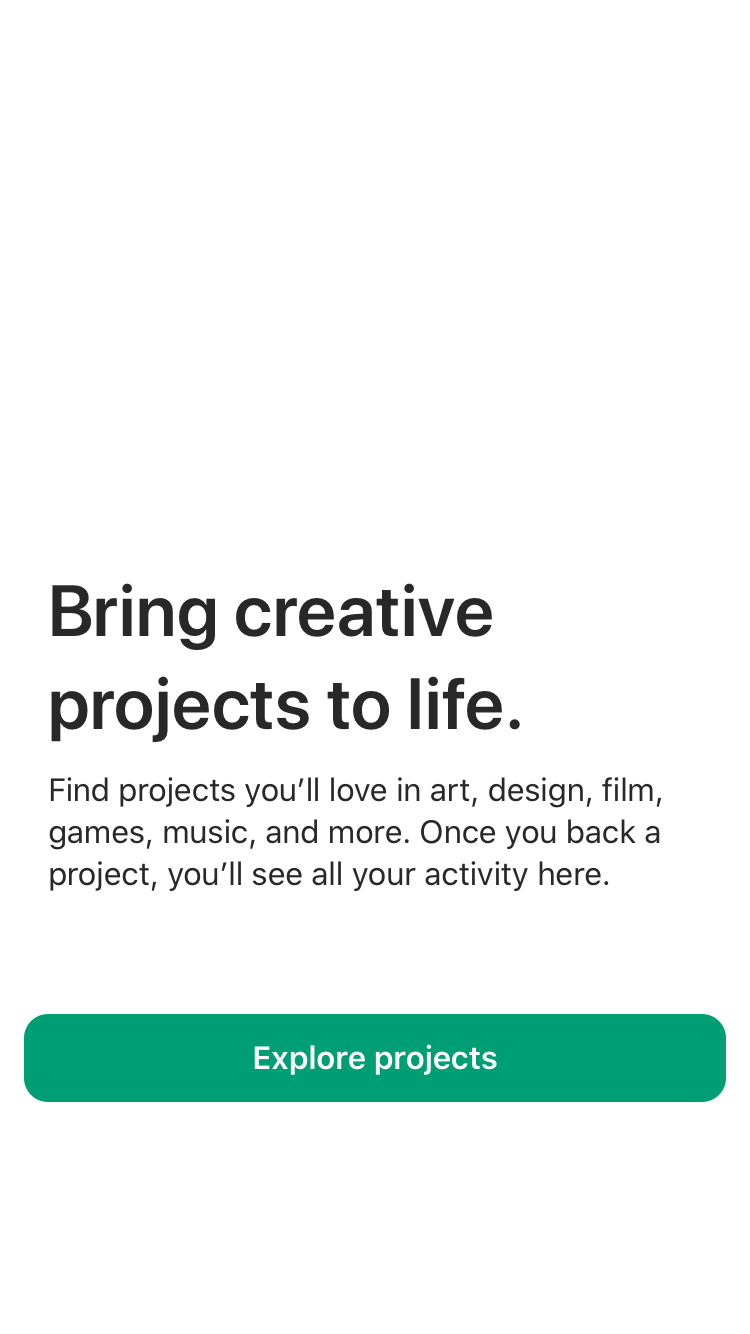 Bring creative
projects to life.
Find projects you’ll love in art, design, film,
games, music, and more. Once you back a
project, you’ll see all your activity here.
Explore projects